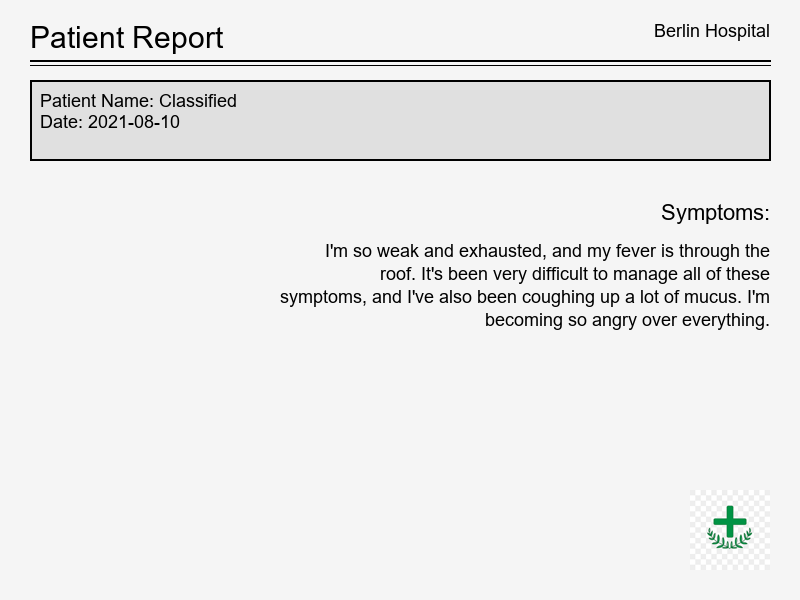 Patient Report
Berlin Hospital
Patient Name: Classified
Date: 2021-08-10
Symptoms:
I'm so weak and exhausted, and my fever is through the
roof. It's been very difficult to manage all of these
symptoms, and I've also been coughing up a lot of mucus. I'm
becoming so angry over everything.